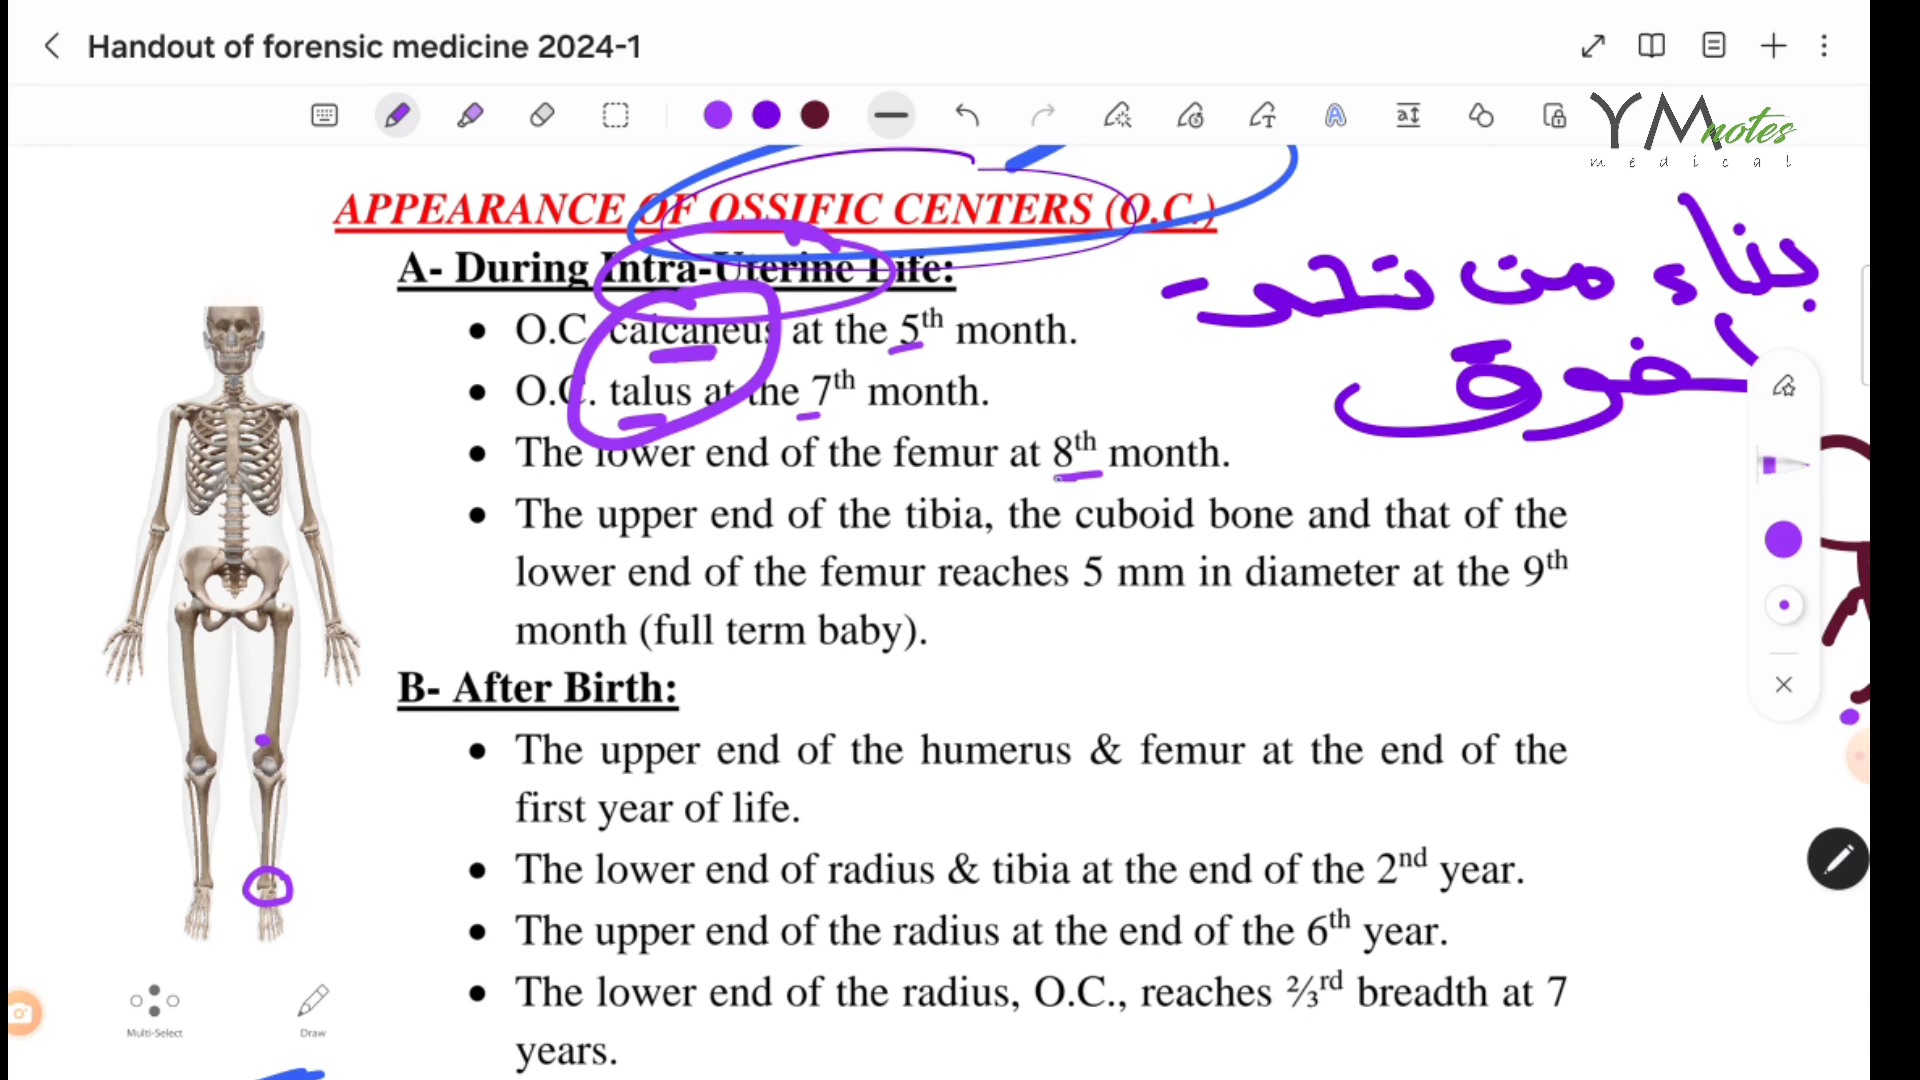 Handout of forensic medicine 2024-1
YM notes
medical
APPEARANCE OF OSSIFIC CENTERS (O.C.)
A- During Intra-Uterine Life:
• O.C. calcaneus at the 5th month.
• O.C. talus at the 7th month.
• The lower end of the femur at 8th month.
• The upper end of the tibia, the cuboid bone and that of the
lower end of the femur reaches 5 mm in diameter at the 9th
month (full term baby).
B- After Birth:
• The upper end of the humerus & femur at the end of the
first year of life.
• The lower end of radius & tibia at the end of the 2nd year.
• The upper end of the radius at the end of the 6th year.
• The lower end of the radius, O.C., reaches ⅔rd breadth at 7
years.
بناء من تحت
لفوق
Multi-Select
Draw